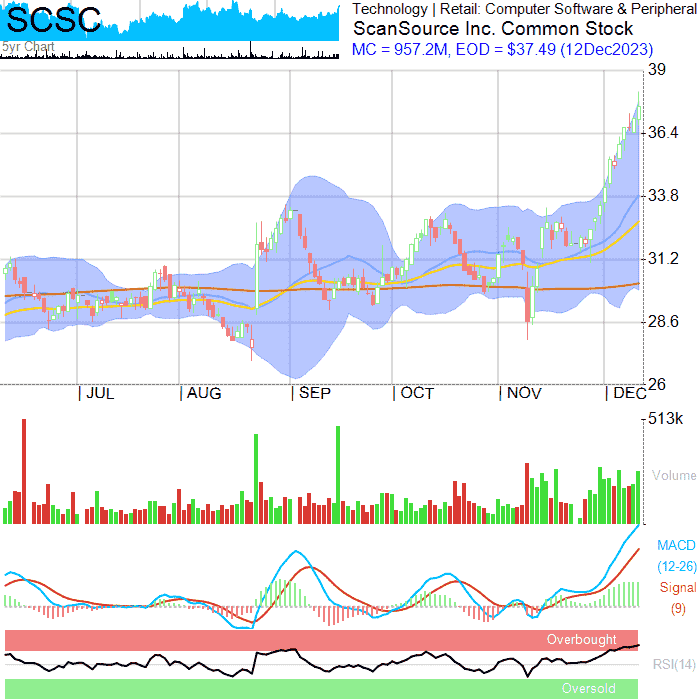 SCSC
5yr Chart
Technology | Retail: Computer Software & Peripheral
ScanSource Inc. Common Stock
MC = 957.2M, EOD = $37.49 (12Dec2023)
39
36.4
33.8
31.2
28.6
26
| JUL | AUG | SEP | OCT | NOV | DEC
513k
Volume
MACD
(12-26)
Signal
(9)
Overbought
RSI(14)
Oversold